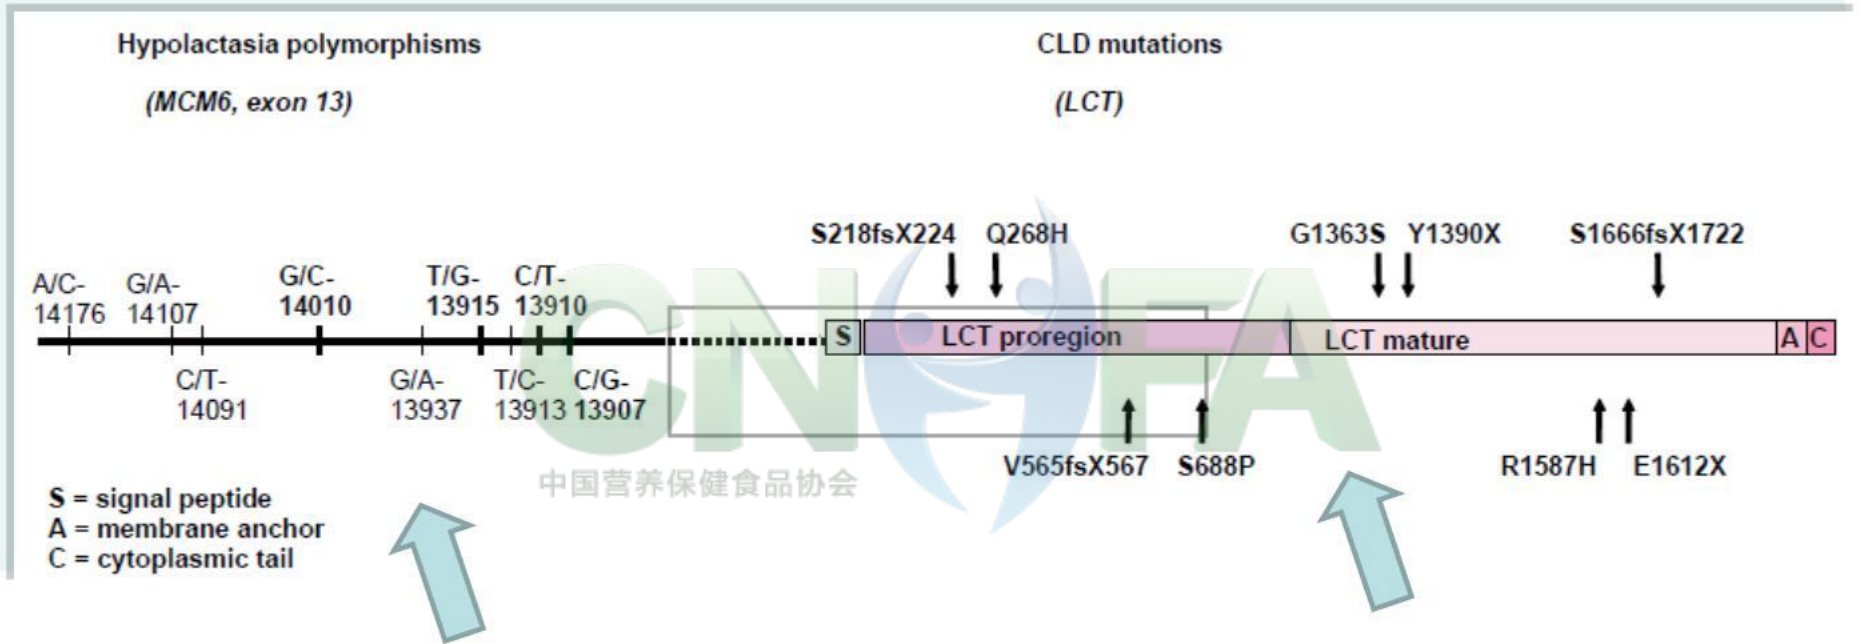 Hypolactasia polymorphisms
(MCM6, exon 13)
CLD mutations
(LCT)
S218fsX224
Q268H
G1363S
Y1390X
S1666fsX1722
A/C-
14176
G/A-
14107
G/C-
14010
T/G-
13915
C/T-
13910
S
LCT proregion
LCT mature
A
C
C/T-
14091
G/A-
13937
T/C-
13913
C/G-
13907
V565fsX567
S688P
R1587H
E1612X
CNHFA
中国营养保健食品协会
S = signal peptide
A = membrane anchor
C = cytoplasmic tail